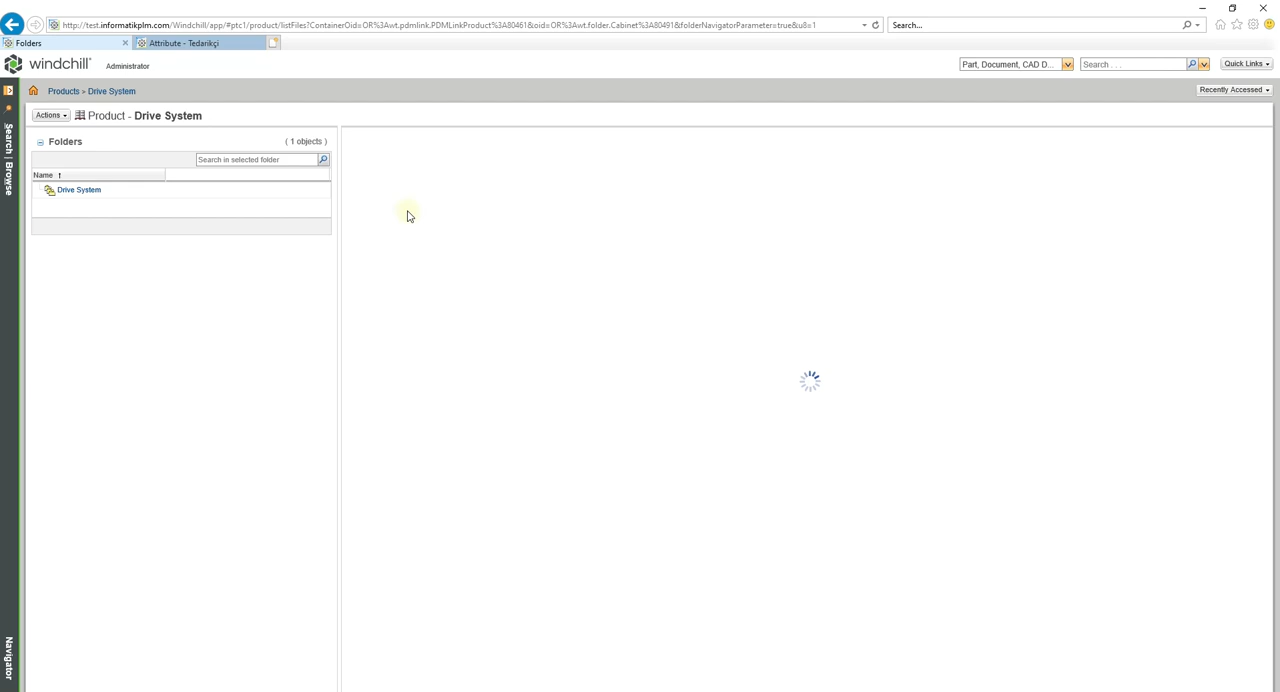 http://test.informatikplm.com/Windchill/app/#ptc1/product/listFiles?ContainerOid=OR%3Awt.pdmlink.PDMLinkProduct%3A80461&oid=OR%3Awt.folder.Cabinet%3A80491&folderNavigatorParameter=true&u8=1 Search...
Folders Attribute - Tedarikçi
windchill Administrator Part, Document, CAD D... Search . . . Quick Links
Products > Drive System Recently Accessed
Actions Product - Drive System
Folders ( 1 objects )
Search in selected folder
Name
Drive System
Search | Browse
Navigator